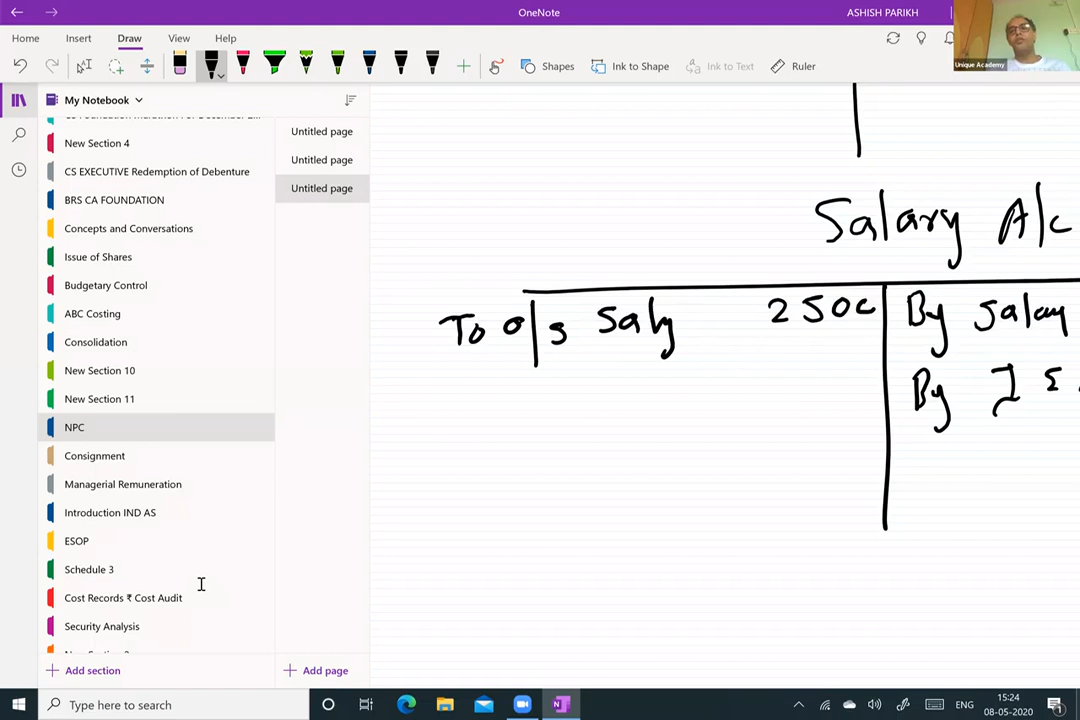 OneNote
ASHISH PARIKH
Home Insert Draw View Help
Shapes Ink to Shape Ink to Text Ruler
Unique Academy
My Notebook
New Section 4
CS EXECUTIVE Redemption of Debenture
BRS CA FOUNDATION
Concepts and Conversations
Issue of Shares
Budgetary Control
ABC Costing
Consolidation
New Section 10
New Section 11
NPC
Consignment
Managerial Remuneration
Introduction IND AS
ESOP
Schedule 3
Cost Records ₹ Cost Audit
Security Analysis
Add section
Untitled page
Untitled page
Untitled page
Add page
Salary A/c
To o/s Saly 2500 By Salary
By I E
Type here to search
ENG
15:24
08-05-2020
1